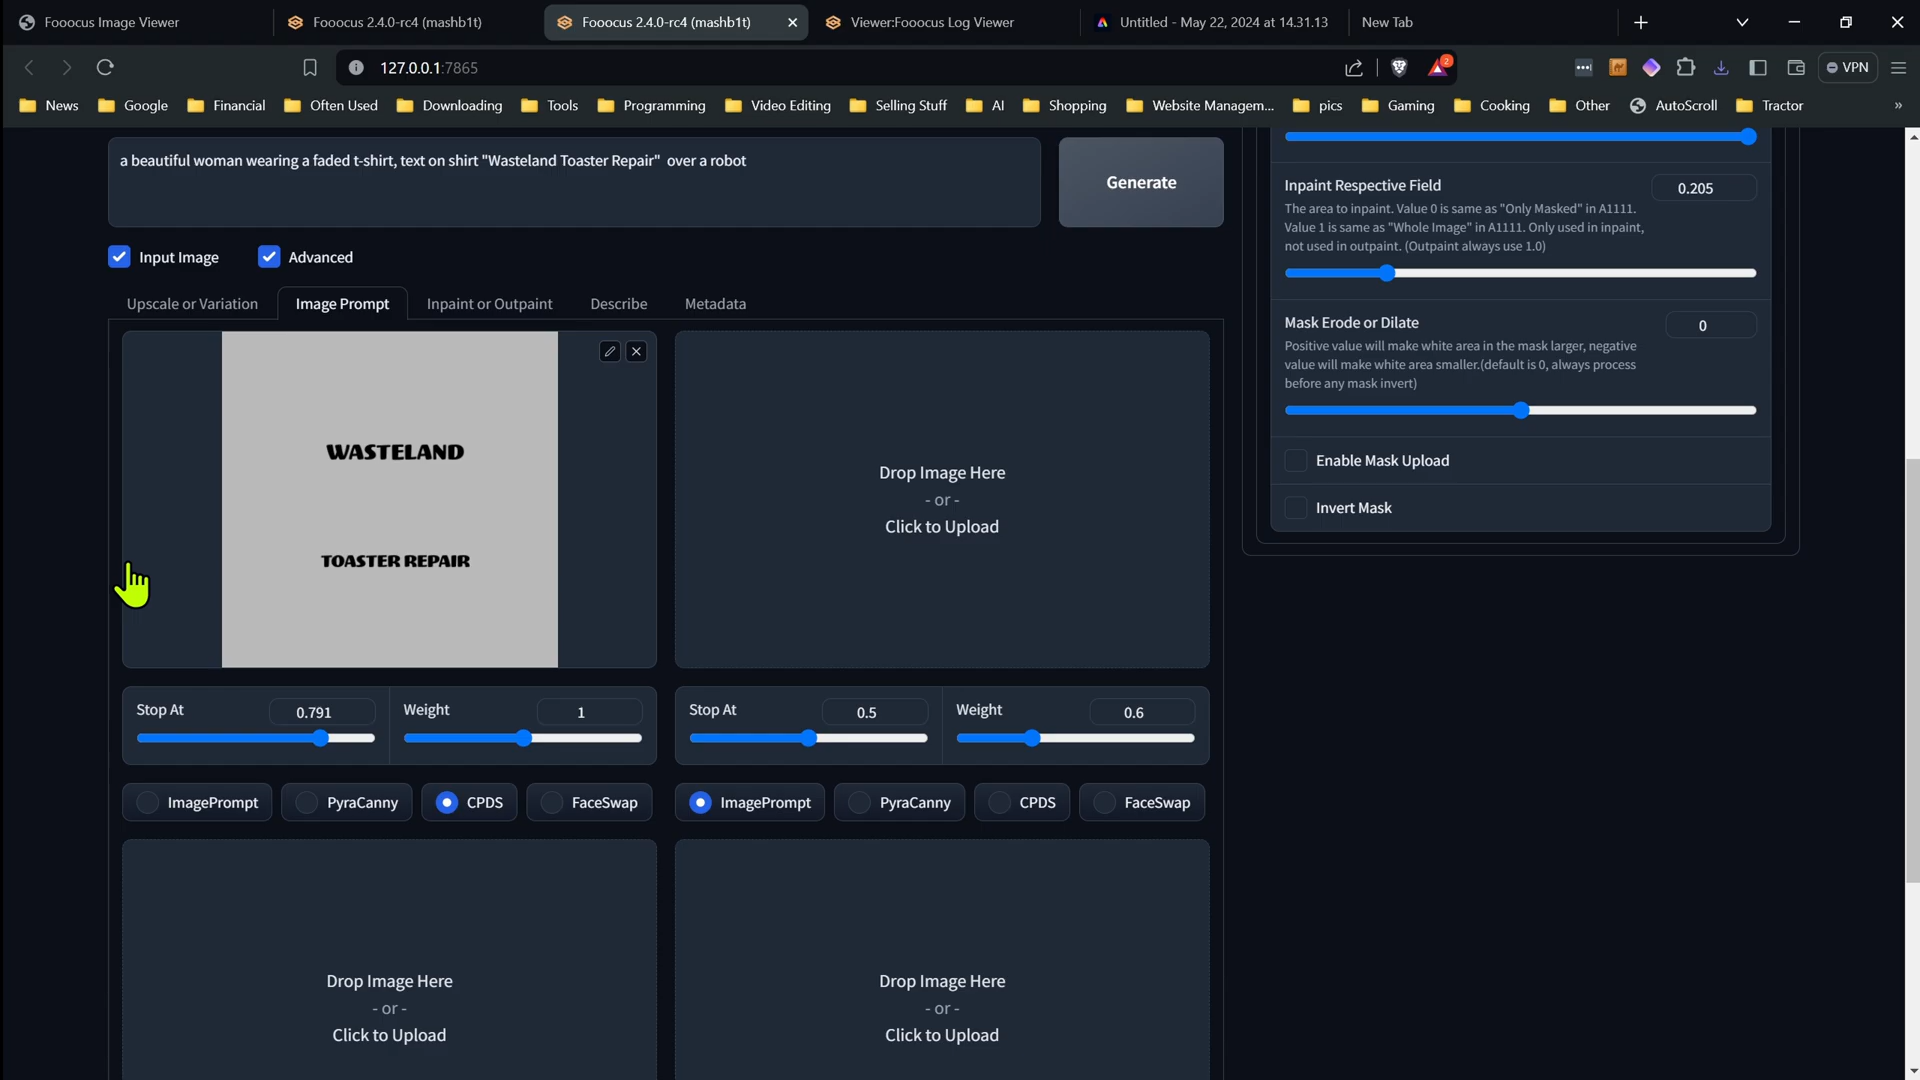 Fooocus Image Viewer
Fooocus 2.4.0-rc4 (mashb1t)
Fooocus 2.4.0-rc4 (mashb1t)
Viewer:Fooocus Log Viewer
Untitled - May 22, 2024 at 14.31.13
New Tab
127.0.0.1:7865
2
VPN
News
Google
Financial
Often Used
Downloading
Tools
Programming
Video Editing
Selling Stuff
AI
Shopping
Website Managem...
pics
Gaming
Cooking
Other
AutoScroll
Tractor
»
a beautiful woman wearing a faded t-shirt, text on shirt "Wasteland Toaster Repair"  over a robot
Generate
Input Image
Advanced
Upscale or Variation
Image Prompt
Inpaint or Outpaint
Describe
Metadata
WASTELAND
TOASTER REPAIR
Drop Image Here
- or -
Click to Upload
Stop At
0.791
Weight
1
Stop At
0.5
Weight
0.6
ImagePrompt
PyraCanny
CPDS
FaceSwap
ImagePrompt
PyraCanny
CPDS
FaceSwap
Drop Image Here
- or -
Click to Upload
Drop Image Here
- or -
Click to Upload
Inpaint Respective Field
0.205
The area to inpaint. Value 0 is same as "Only Masked" in A1111.
Value 1 is same as "Whole Image" in A1111. Only used in inpaint,
not used in outpaint. (Outpaint always use 1.0)
Mask Erode or Dilate
0
Positive value will make white area in the mask larger, negative
value will make white area smaller.(default is 0, always process
before any mask invert)
Enable Mask Upload
Invert Mask